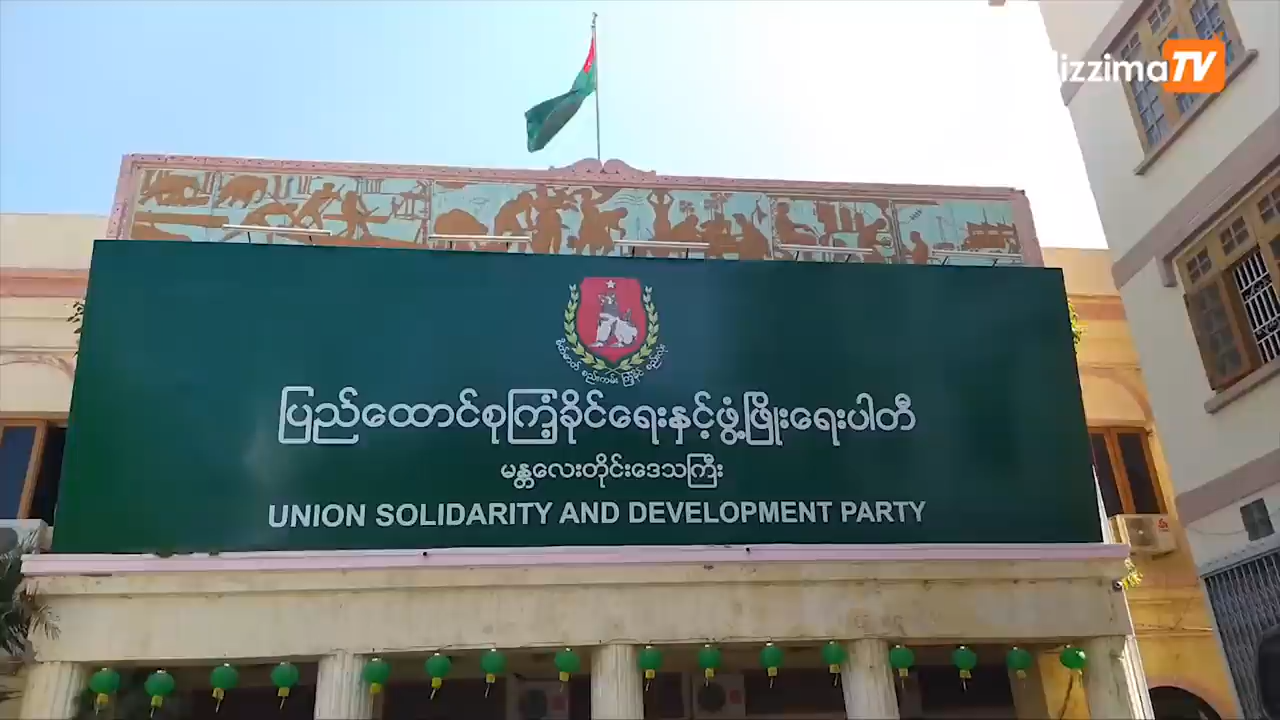 lizzimaTV
ပြည်ထောင်စုကြံ့ခိုင်ရေးနှင့်ဖွံ့ဖြိုးရေးပါတီ
မန္တလေးတိုင်းဒေသကြီး
UNION SOLIDARITY AND DEVELOPMENT PARTY